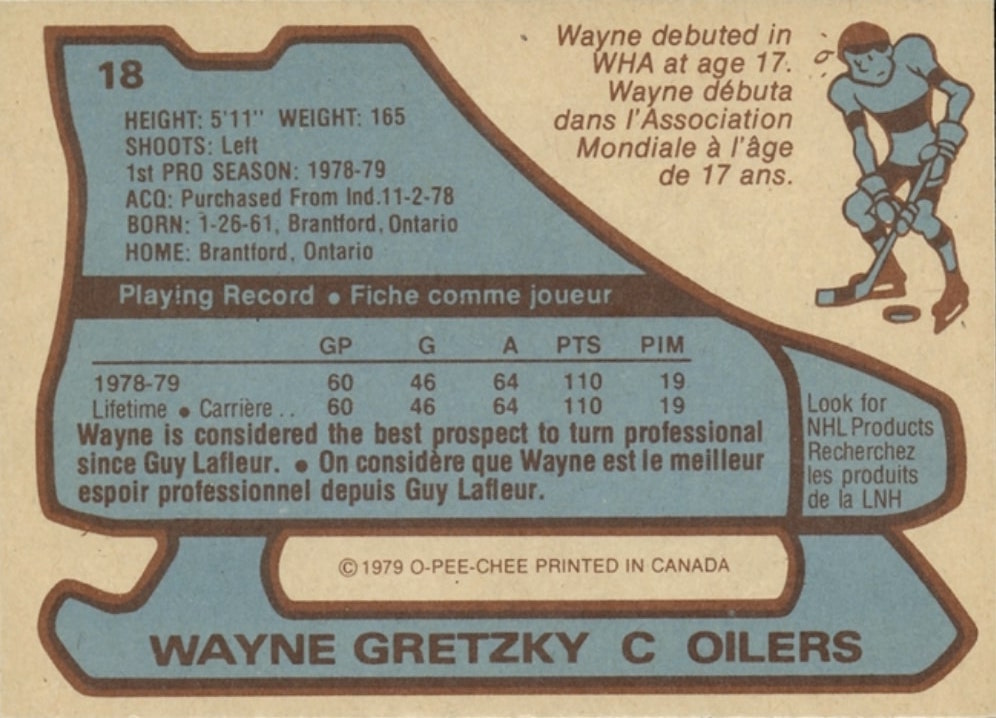 18
HEIGHT: 5'11" WEIGHT: 165
SHOOTS: Left
1st PRO SEASON: 1978-79
ACQ: Purchased From Ind.11-2-78
BORN: 1-26-61, Brantford, Ontario
HOME: Brantford, Ontario
Wayne debuted in
WHA at age 17.
Wayne débuta
dans l'Association
Mondiale à l'âge
de 17 ans.
Playing Record • Fiche comme joueur
GP G A PTS PIM
1978-79 60 46 64 110 19
Lifetime • Carrière .. 60 46 64 110 19
Wayne is considered the best prospect to turn professional
since Guy Lafleur. • On considère que Wayne est le meilleur
espoir professionnel depuis Guy Lafleur.
Look for
NHL Products
Recherchez
les produits
de la LNH
© 1979 O-PEE-CHEE PRINTED IN CANADA
WAYNE GRETZKY C OILERS